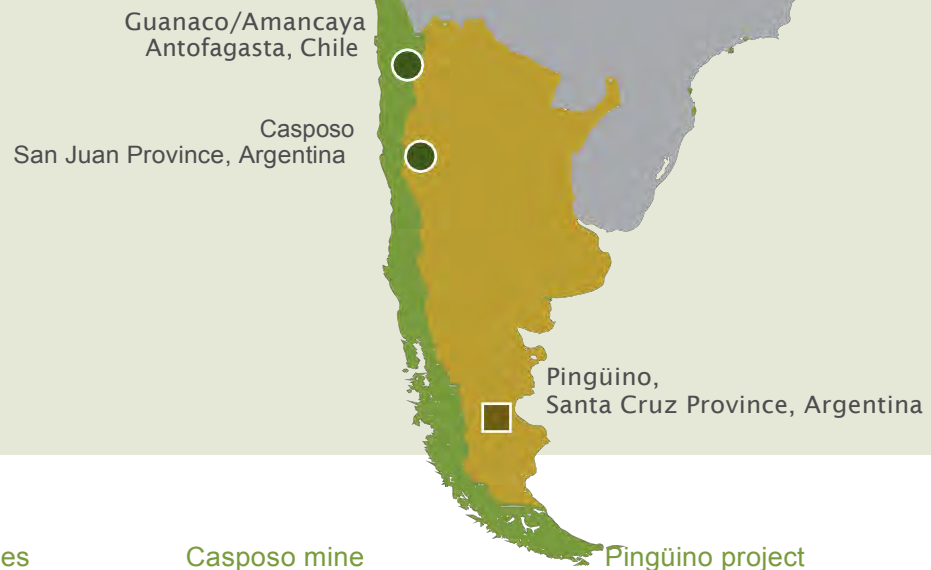 Guanaco/Amancaya
Antofagasta, Chile
Casposo
San Juan Province, Argentina
Pingüino,
Santa Cruz Province, Argentina
Casposo mine
Pingüino project